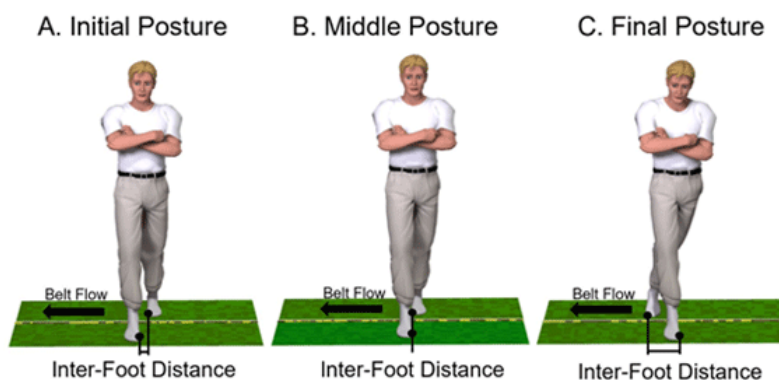 A. Initial Posture
B. Middle Posture
C. Final Posture
Belt Flow
Belt Flow
Belt Flow
Inter-Foot Distance
Inter-Foot Distance
Inter-Foot Distance